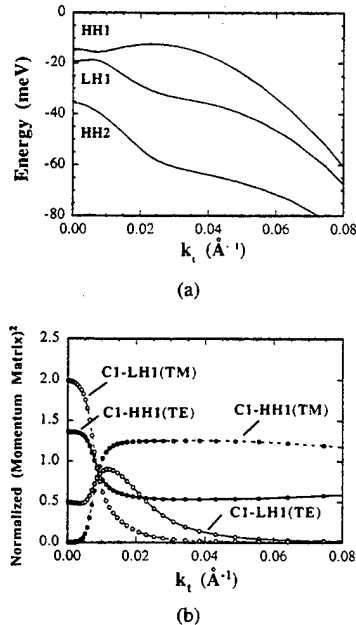 0
-20
-40
-60
-80
Energy (meV)
HH1
LH1
HH2
0.00 0.02 0.04 0.06 0.08
kₜ (Å⁻¹)
(a)
2.5
2.0
1.5
1.0
0.5
0.0
Normalized (Momentum Matrix)²
C1-LH1(TM)
C1-HH1(TE)
C1-HH1(TM)
C1-LH1(TE)
0.00 0.02 0.04 0.06 0.08
kₜ (Å⁻¹)
(b)